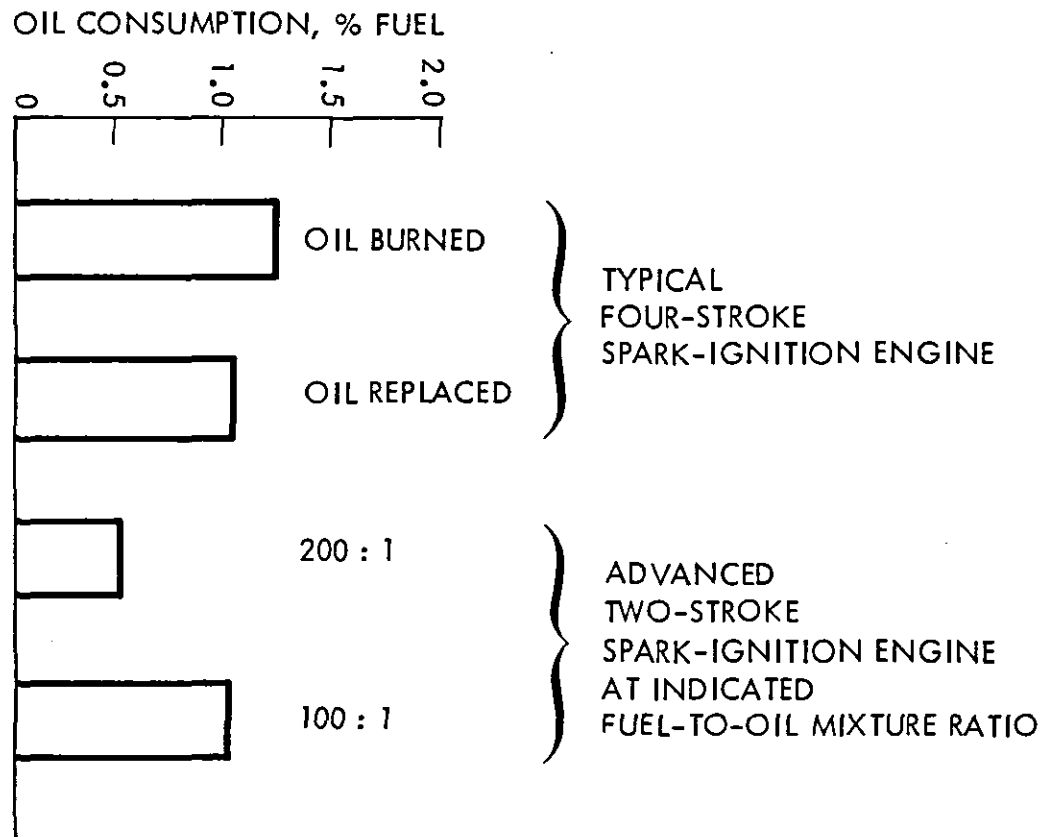 OIL CONSUMPTION, % FUEL
0 0.5 1.0 1.5 2.0
OIL BURNED
OIL REPLACED
TYPICAL
FOUR-STROKE
SPARK-IGNITION ENGINE
200 : 1
100 : 1
ADVANCED
TWO-STROKE
SPARK-IGNITION ENGINE
AT INDICATED
FUEL-TO-OIL MIXTURE RATIO